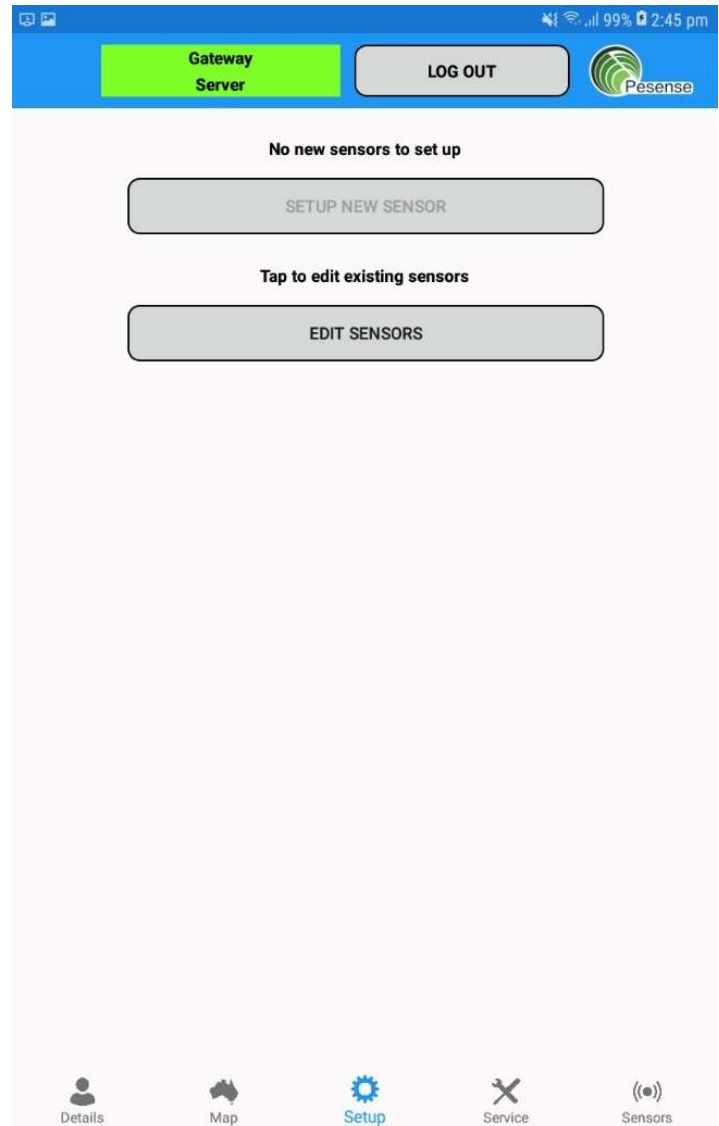 99% 2:45 pm
Gateway
Server
LOG OUT
Pesense
No new sensors to set up
SETUP NEW SENSOR
Tap to edit existing sensors
EDIT SENSORS
Details Map Setup Service Sensors